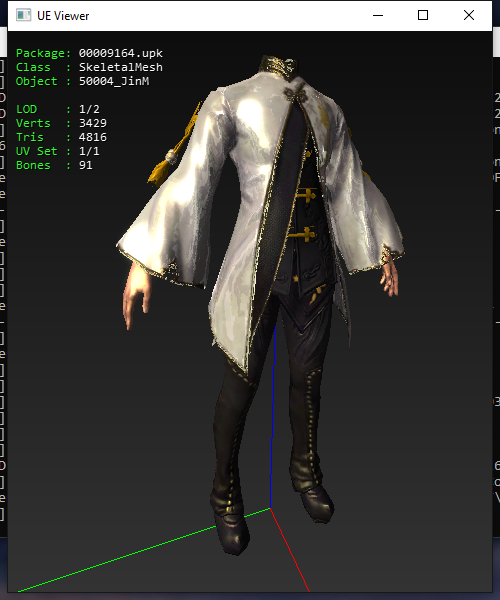 UE Viewer
Package: 00009164.upk
Class : SkeletalMesh
Object : 50004_JinM
LOD : 1/2
Verts : 3429
Tris : 4816
UV Set : 1/1
Bones : 91